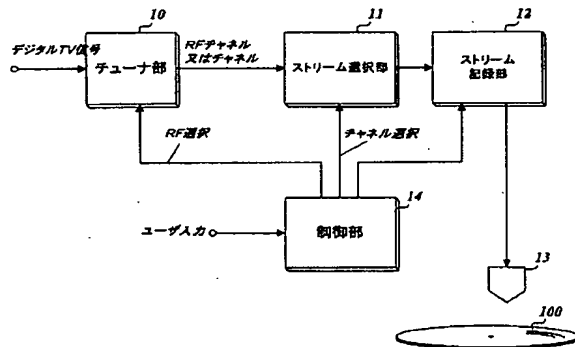 10
11
12
デジタルTV信号
チューナ部
RFチャネル
又はチャネル
ストリーム選択部
ストリーム
記録部
RF選択
チャネル選択
14
ユーザ入力
制御部
13
100